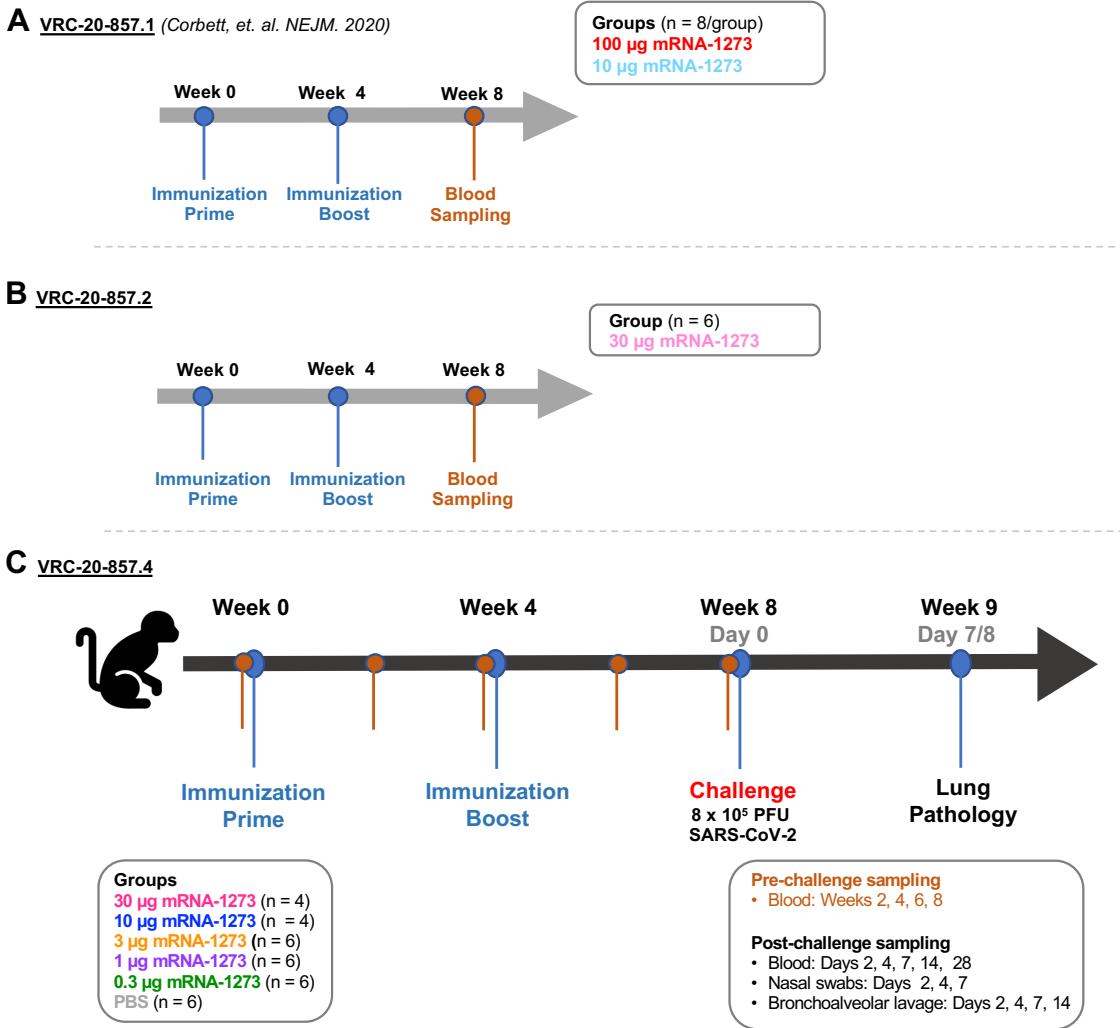 A VRC-20-857.1 (Corbett, et. al. NEJM. 2020)
Groups (n = 8/group)
100 µg mRNA-1273
10 µg mRNA-1273
Week 0
Week 4
Week 8
Immunization
Prime
Immunization
Boost
Blood
Sampling
B VRC-20-857.2
Group (n = 6)
30 µg mRNA-1273
Week 0
Week 4
Week 8
Immunization
Prime
Immunization
Boost
Blood
Sampling
C VRC-20-857.4
Week 0
Week 4
Week 8
Day 0
Week 9
Day 7/8
Immunization
Prime
Immunization
Boost
Challenge
8 x 10⁵ PFU
SARS-CoV-2
Lung
Pathology
Groups
30 µg mRNA-1273 (n = 4)
10 µg mRNA-1273 (n = 4)
3 µg mRNA-1273 (n = 6)
1 µg mRNA-1273 (n = 6)
0.3 µg mRNA-1273 (n = 6)
PBS (n = 6)
Pre-challenge sampling
• Blood: Weeks 2, 4, 6, 8
Post-challenge sampling
• Blood: Days 2, 4, 7, 14, 28
• Nasal swabs: Days 2, 4, 7
• Bronchoalveolar lavage: Days 2, 4, 7, 14